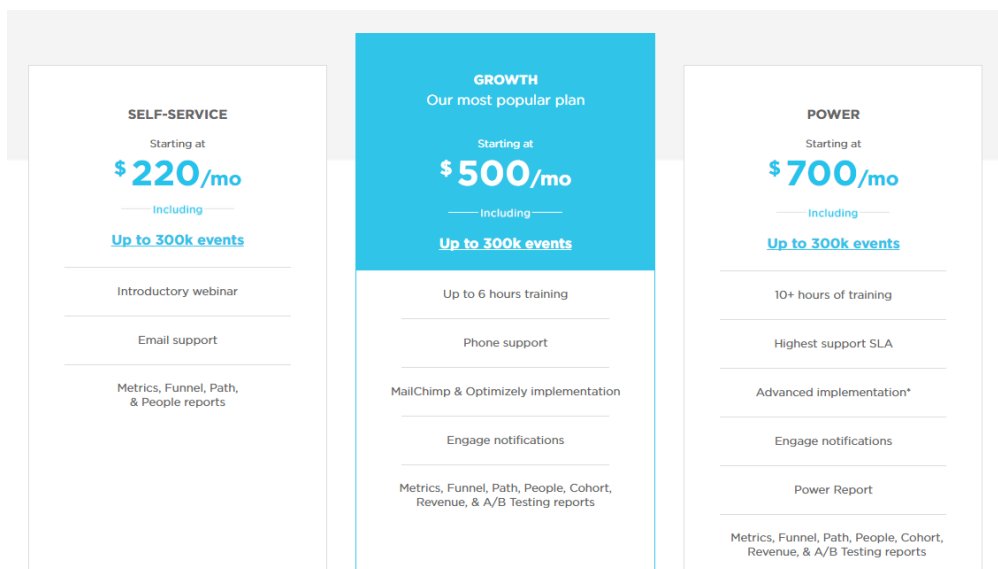 SELF-SERVICE
Starting at
$ 220/mo
Including
Up to 300k events
Introductory webinar
Email support
Metrics, Funnel, Path,
& People reports
GROWTH
Our most popular plan
Starting at
$ 500/mo
Including
Up to 300k events
Up to 6 hours training
Phone support
MailChimp & Optimizely implementation
Engage notifications
Metrics, Funnel, Path, People, Cohort,
Revenue, & A/B Testing reports
POWER
Starting at
$ 700/mo
Including
Up to 300k events
10+ hours of training
Highest support SLA
Advanced implementation*
Engage notifications
Power Report
Metrics, Funnel, Path, People, Cohort,
Revenue, & A/B Testing reports